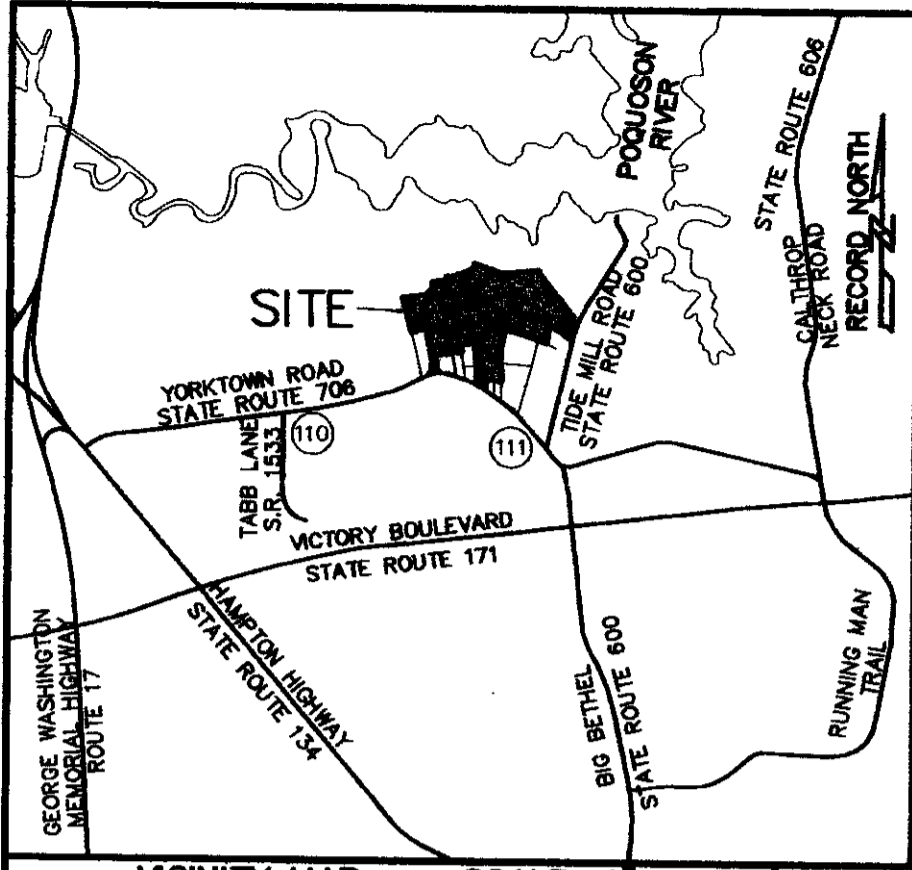 POQUOSON
RIVER
STATE ROUTE 606
CALTHROP
NECK ROAD
RECORD NORTH
SITE
TIDE MILL ROAD
STATE ROUTE 600
YORKTOWN ROAD
STATE ROUTE 706
TABB LANE
S.R. 1533
110
111
VICTORY BOULEVARD
STATE ROUTE 171
HAMPTON HIGHWAY
STATE ROUTE 134
GEORGE WASHINGTON
MEMORIAL HIGHWAY
ROUTE 17
BIG BETHEL
STATE ROUTE 600
RUNNING MAN
TRAIL